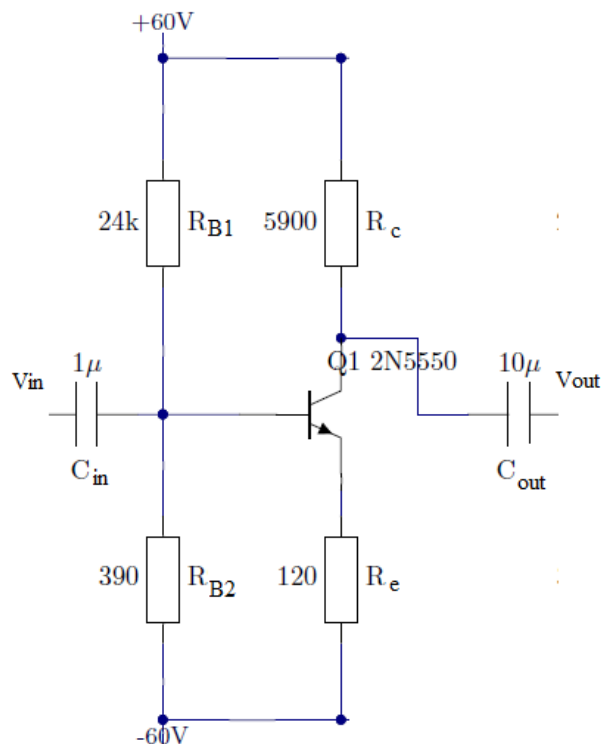 +60V
24k R_B1 5900 R_c
Q1 2N5550
1μ 10μ
Vin Vout
C_in C_out
390 R_B2 120 R_e
-60V